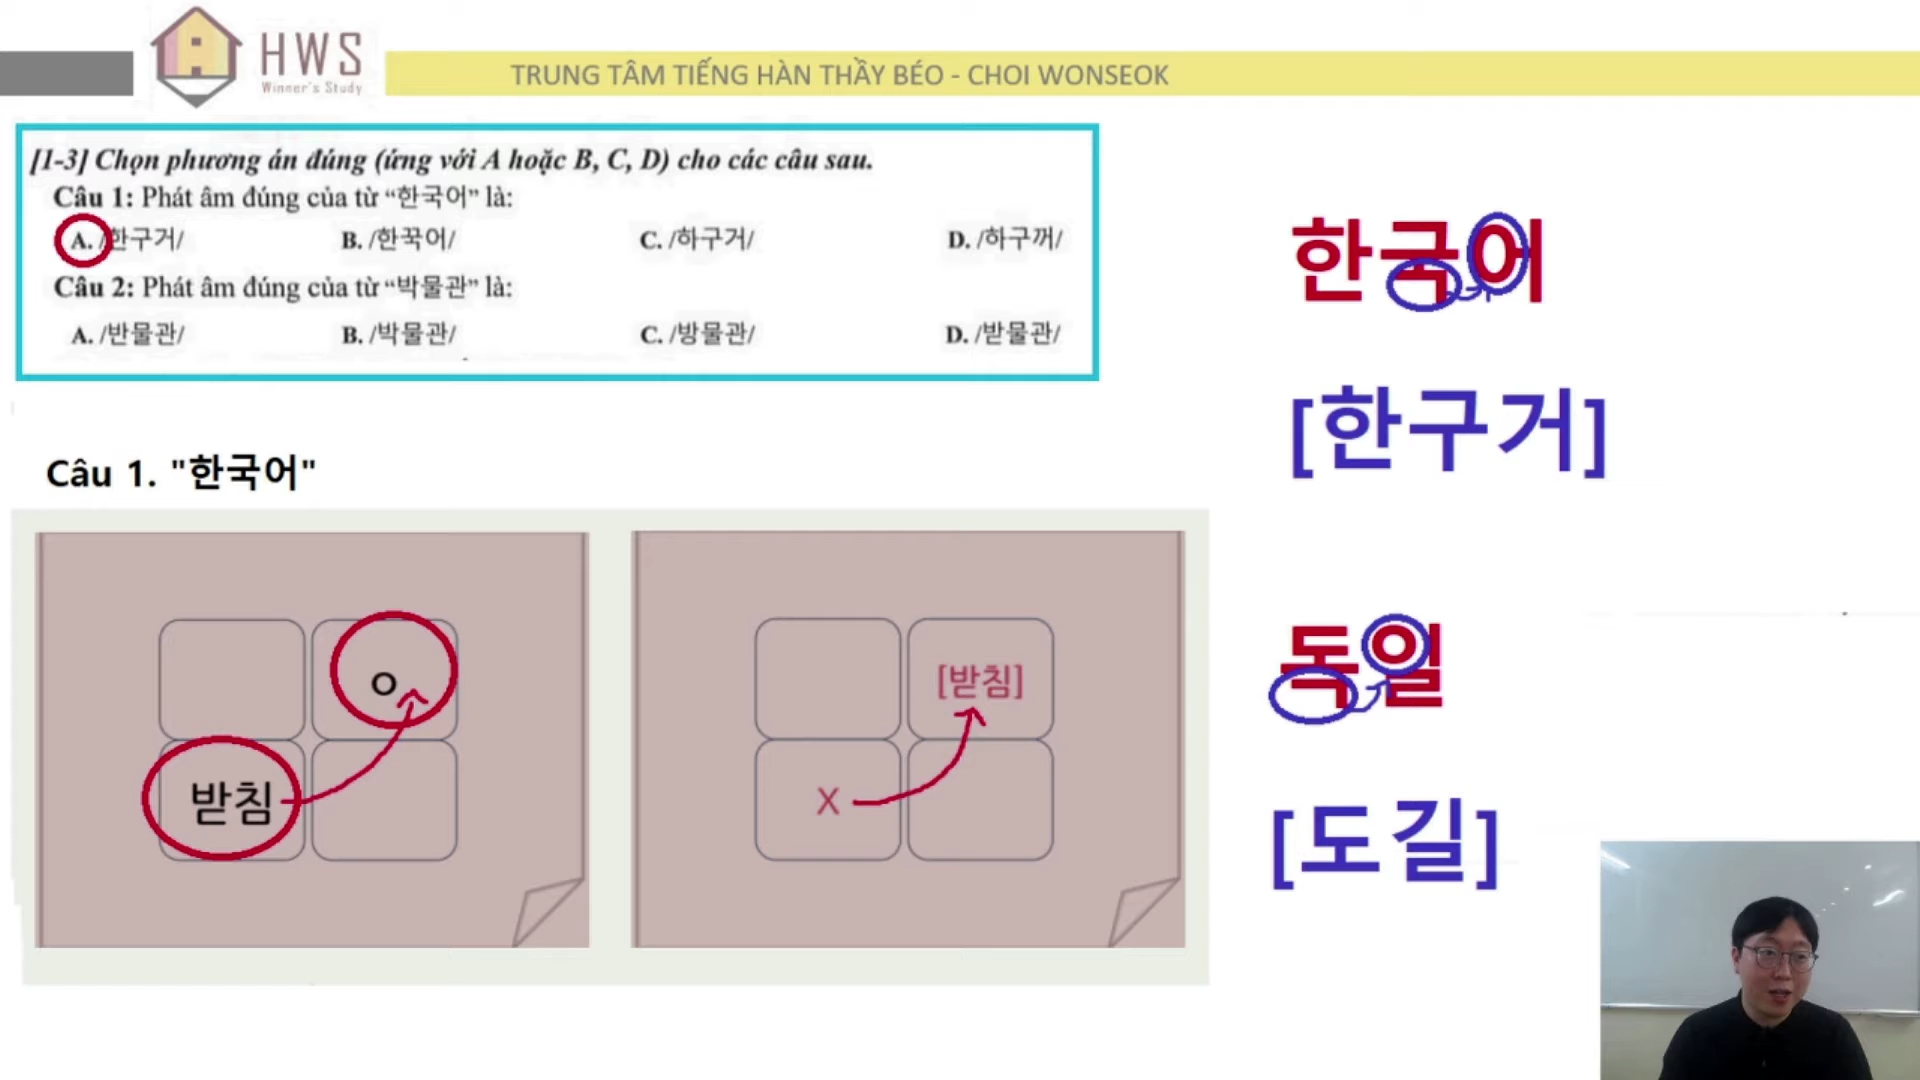 HWS
Winner's Study
TRUNG TÂM TIẾNG HÀN THẦY BÉO - CHOI WONSEOK
[1-3] Chọn phương án đúng (ứng với A hoặc B, C, D) cho các câu sau.
Câu 1: Phát âm đúng của từ “한국어” là:
A. /한구거/ B. /한꾹어/ C. /하구거/ D. /하구꺼/
Câu 2: Phát âm đúng của từ “박물관” là:
A. /반물관/ B. /박물관/ C. /방물관/ D. /받물관/
Câu 1. "한국어"
ㅇ
받침
[받침]
X
한국어
[한구거]
독일
[도길]